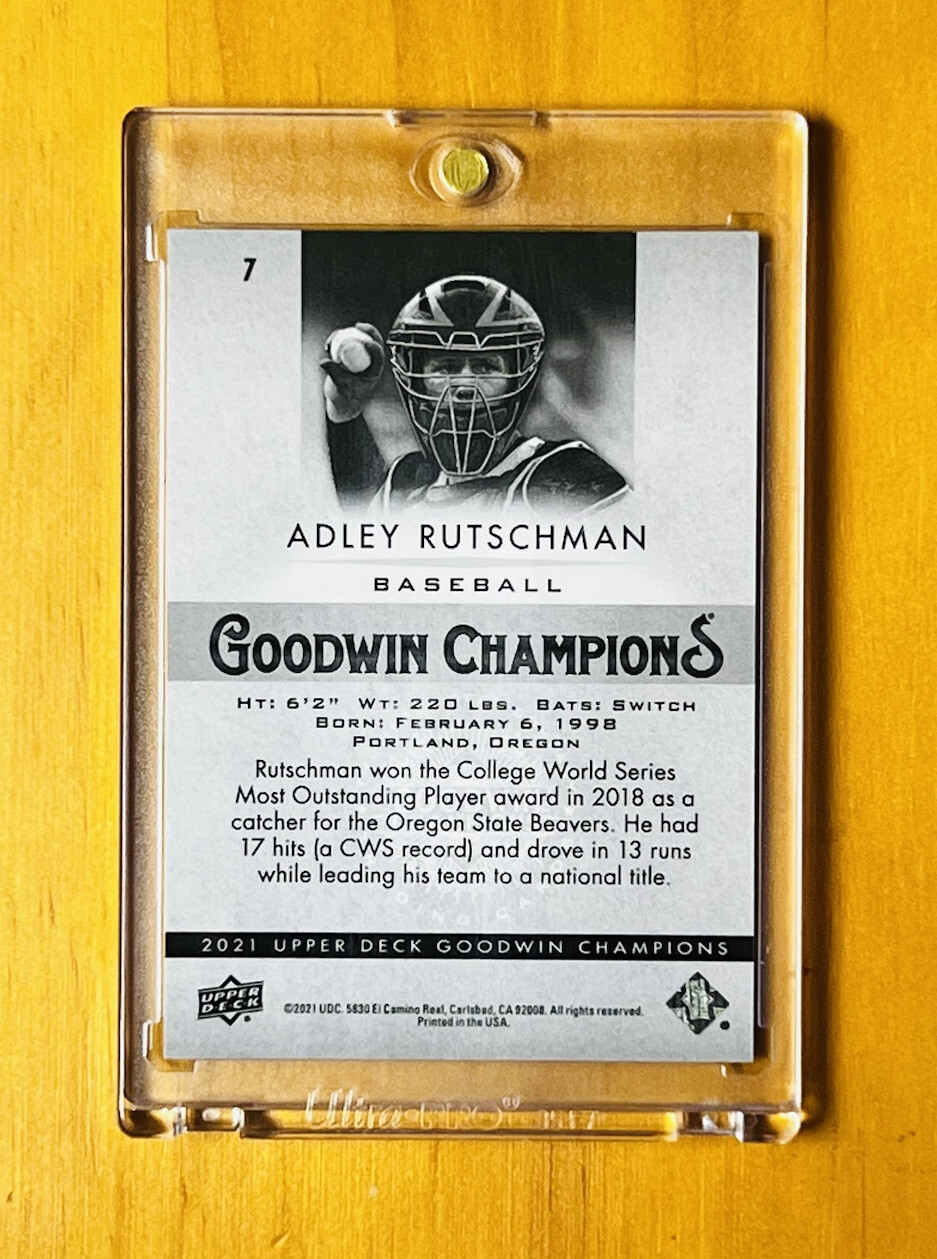 7
ADLEY RUTSCHMAN
BASEBALL
GOODWIN CHAMPIONS
HT: 6'2" WT: 220 LBS. BATS: SWITCH
BORN: FEBRUARY 6, 1998
PORTLAND, OREGON
Rutschman won the College World Series
Most Outstanding Player award in 2018 as a
catcher for the Oregon State Beavers. He had
17 hits (a CWS record) and drove in 13 runs
while leading his team to a national title.
2021 UPPER DECK GOODWIN CHAMPIONS
UPPER
DECK
©2021 UDC. 5830 El Camino Real, Carlsbad, CA 92008. All rights reserved.
Printed in the USA.
Ultra PRO